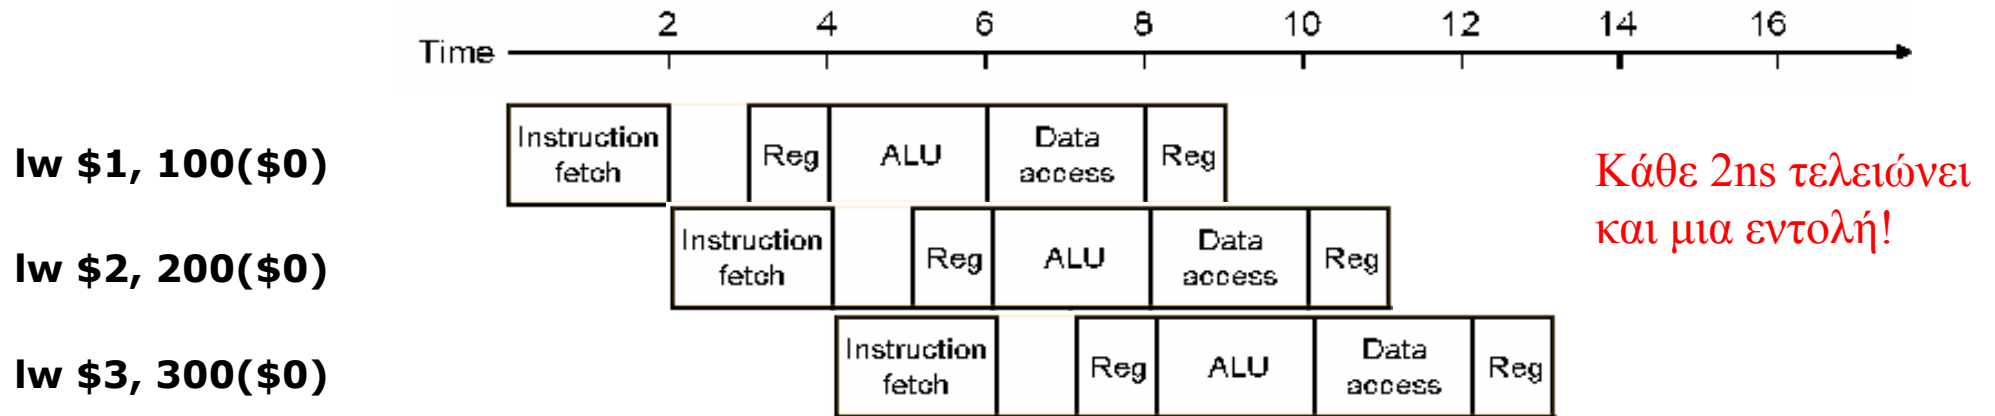 2 4 6 8 10 12 14 16
Time
lw $1, 100($0)
Instruction
fetch
Reg
ALU
Data
access
Reg
Κάθε 2ns τελειώνει
και μια εντολή!
lw $2, 200($0)
Instruction
fetch
Reg
ALU
Data
access
Reg
lw $3, 300($0)
Instruction
fetch
Reg
ALU
Data
access
Reg